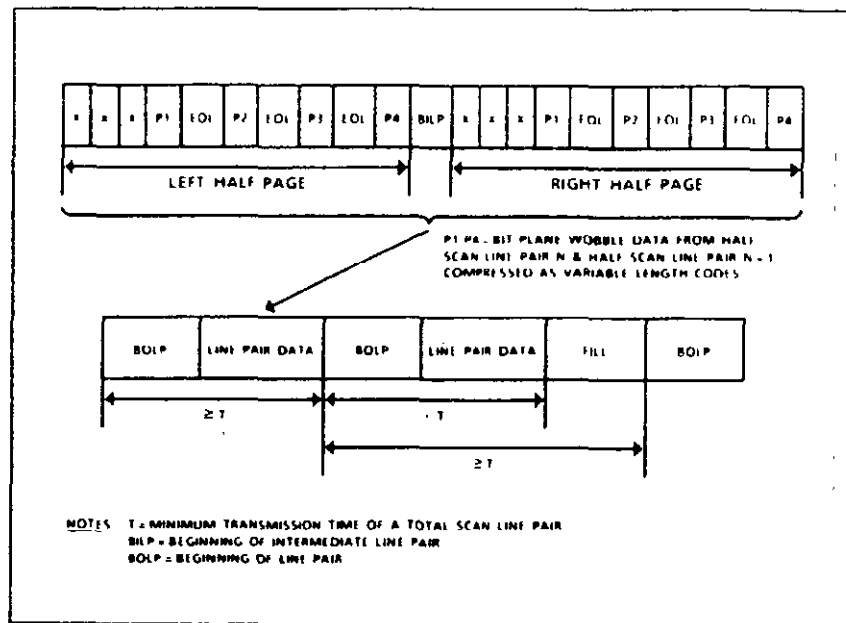 X X X P1 EOL P2 EOL P3 EOL P4 BILP X X X P1 EOL P2 EOL P3 EOL P4
LEFT HALF PAGE RIGHT HALF PAGE
P1-P4 - BIT PLANE WOBBLE DATA FROM HALF
SCAN LINE PAIR N & HALF SCAN LINE PAIR N - 1
COMPRESSED AS VARIABLE LENGTH CODES
BOLP LINE PAIR DATA BOLP LINE PAIR DATA FILL BOLP
≥ T T
≥ T
NOTES T = MINIMUM TRANSMISSION TIME OF A TOTAL SCAN LINE PAIR
BILP = BEGINNING OF INTERMEDIATE LINE PAIR
BOLP = BEGINNING OF LINE PAIR